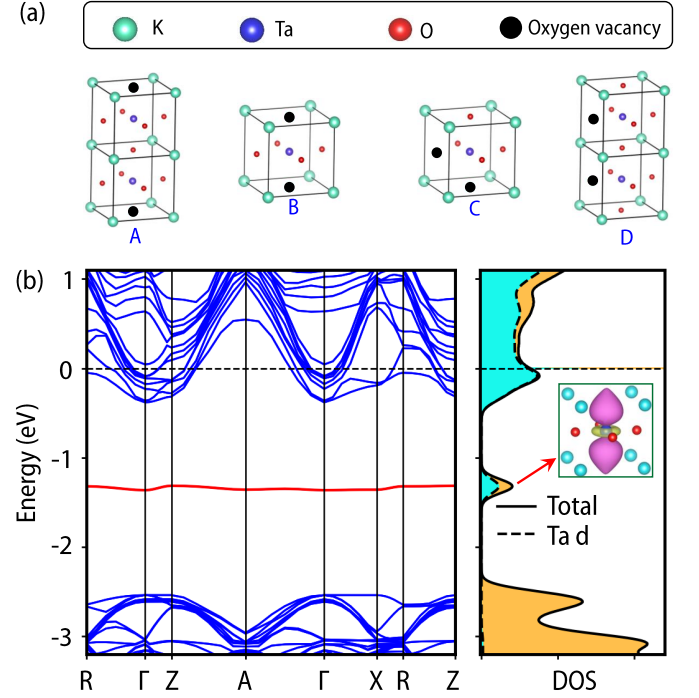 (a)
K Ta O Oxygen vacancy
A B C D
(b)
1
0
-1
-2
-3
Energy (eV)
R Γ Z A Γ X R Z
Total
Ta d
DOS